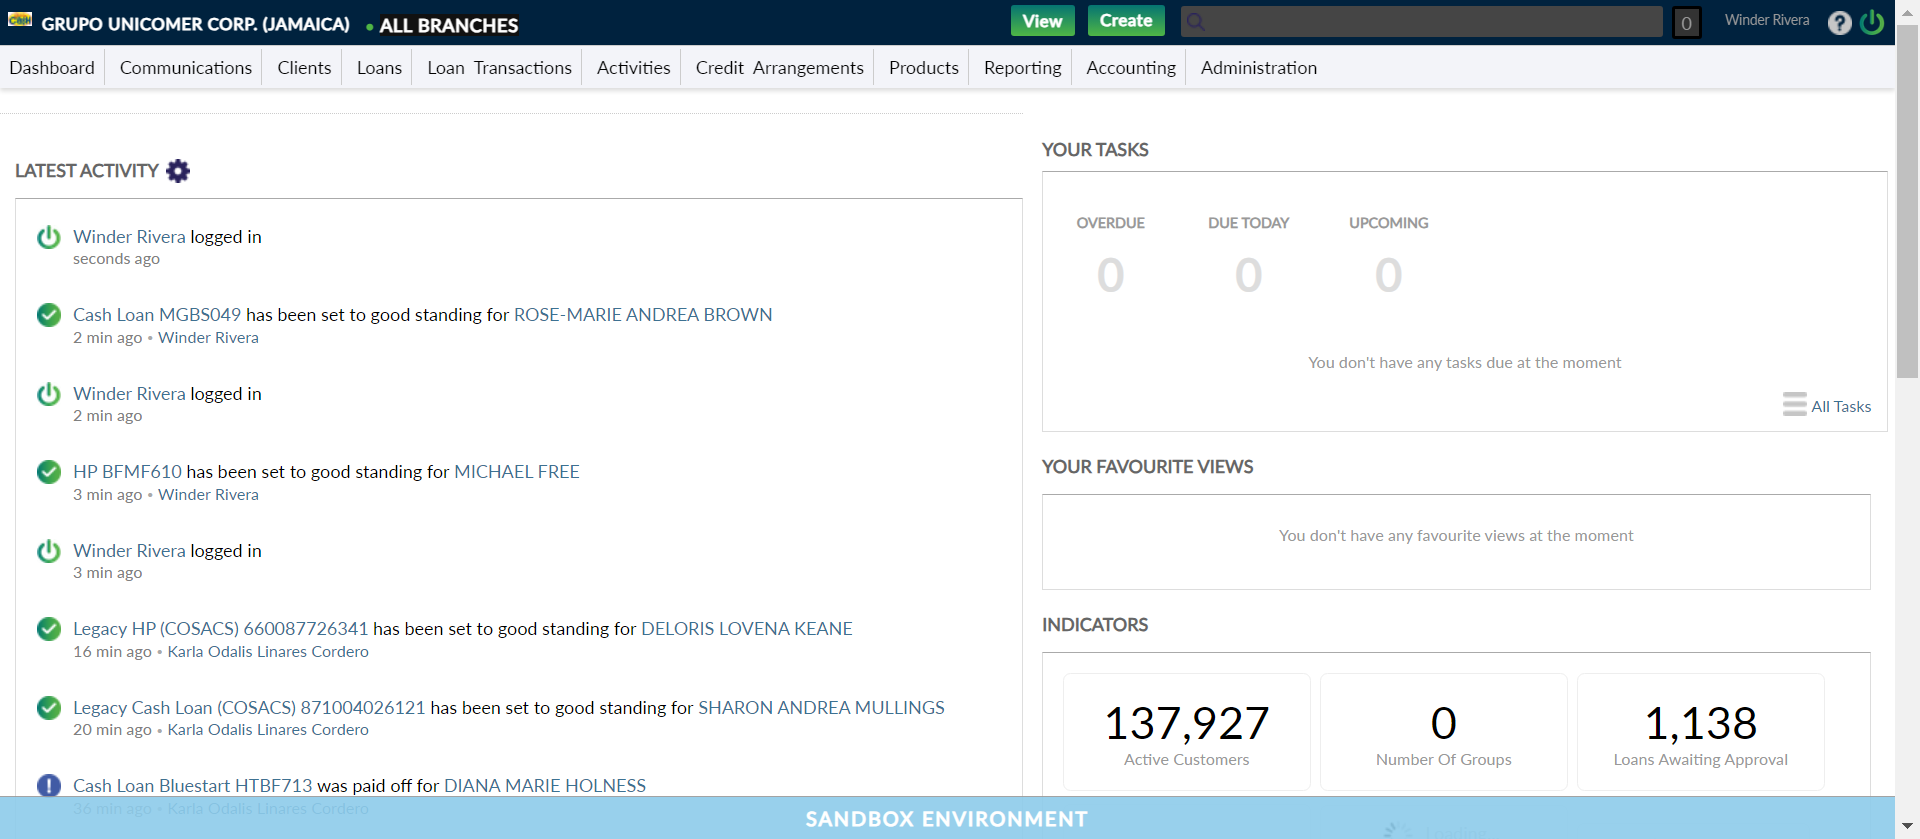 GRUPO UNICOMER CORP. (JAMAICA) • ALL BRANCHES
View
Create
0
Winder Rivera
?
Dashboard
Communications
Clients
Loans
Loan Transactions
Activities
Credit Arrangements
Products
Reporting
Accounting
Administration
LATEST ACTIVITY
Winder Rivera logged in
seconds ago
Cash Loan MGBS049 has been set to good standing for ROSE-MARIE ANDREA BROWN
2 min ago • Winder Rivera
Winder Rivera logged in
2 min ago
HP BFMF610 has been set to good standing for MICHAEL FREE
3 min ago • Winder Rivera
Winder Rivera logged in
3 min ago
Legacy HP (COSACS) 660087726341 has been set to good standing for DELORIS LOVENA KEANE
16 min ago • Karla Odalis Linares Cordero
Legacy Cash Loan (COSACS) 871004026121 has been set to good standing for SHARON ANDREA MULLINGS
20 min ago • Karla Odalis Linares Cordero
Cash Loan Bluestart HTBF713 was paid off for DIANA MARIE HOLNESS
36 min ago • Karla Odalis Linares Cordero
YOUR TASKS
OVERDUE
0
DUE TODAY
0
UPCOMING
0
You don't have any tasks due at the moment
All Tasks
YOUR FAVOURITE VIEWS
You don't have any favourite views at the moment
INDICATORS
137,927
Active Customers
0
Number Of Groups
1,138
Loans Awaiting Approval
SANDBOX ENVIRONMENT